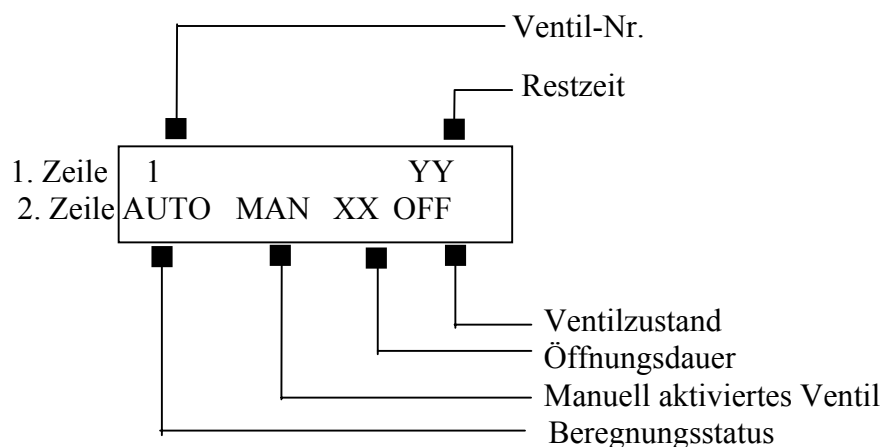 Ventil-Nr.
Restzeit
1. Zeile 1 YY
2. Zeile AUTO MAN XX OFF
Ventilzustand
Öffnungsdauer
Manuell aktiviertes Ventil
Beregnungsstatus